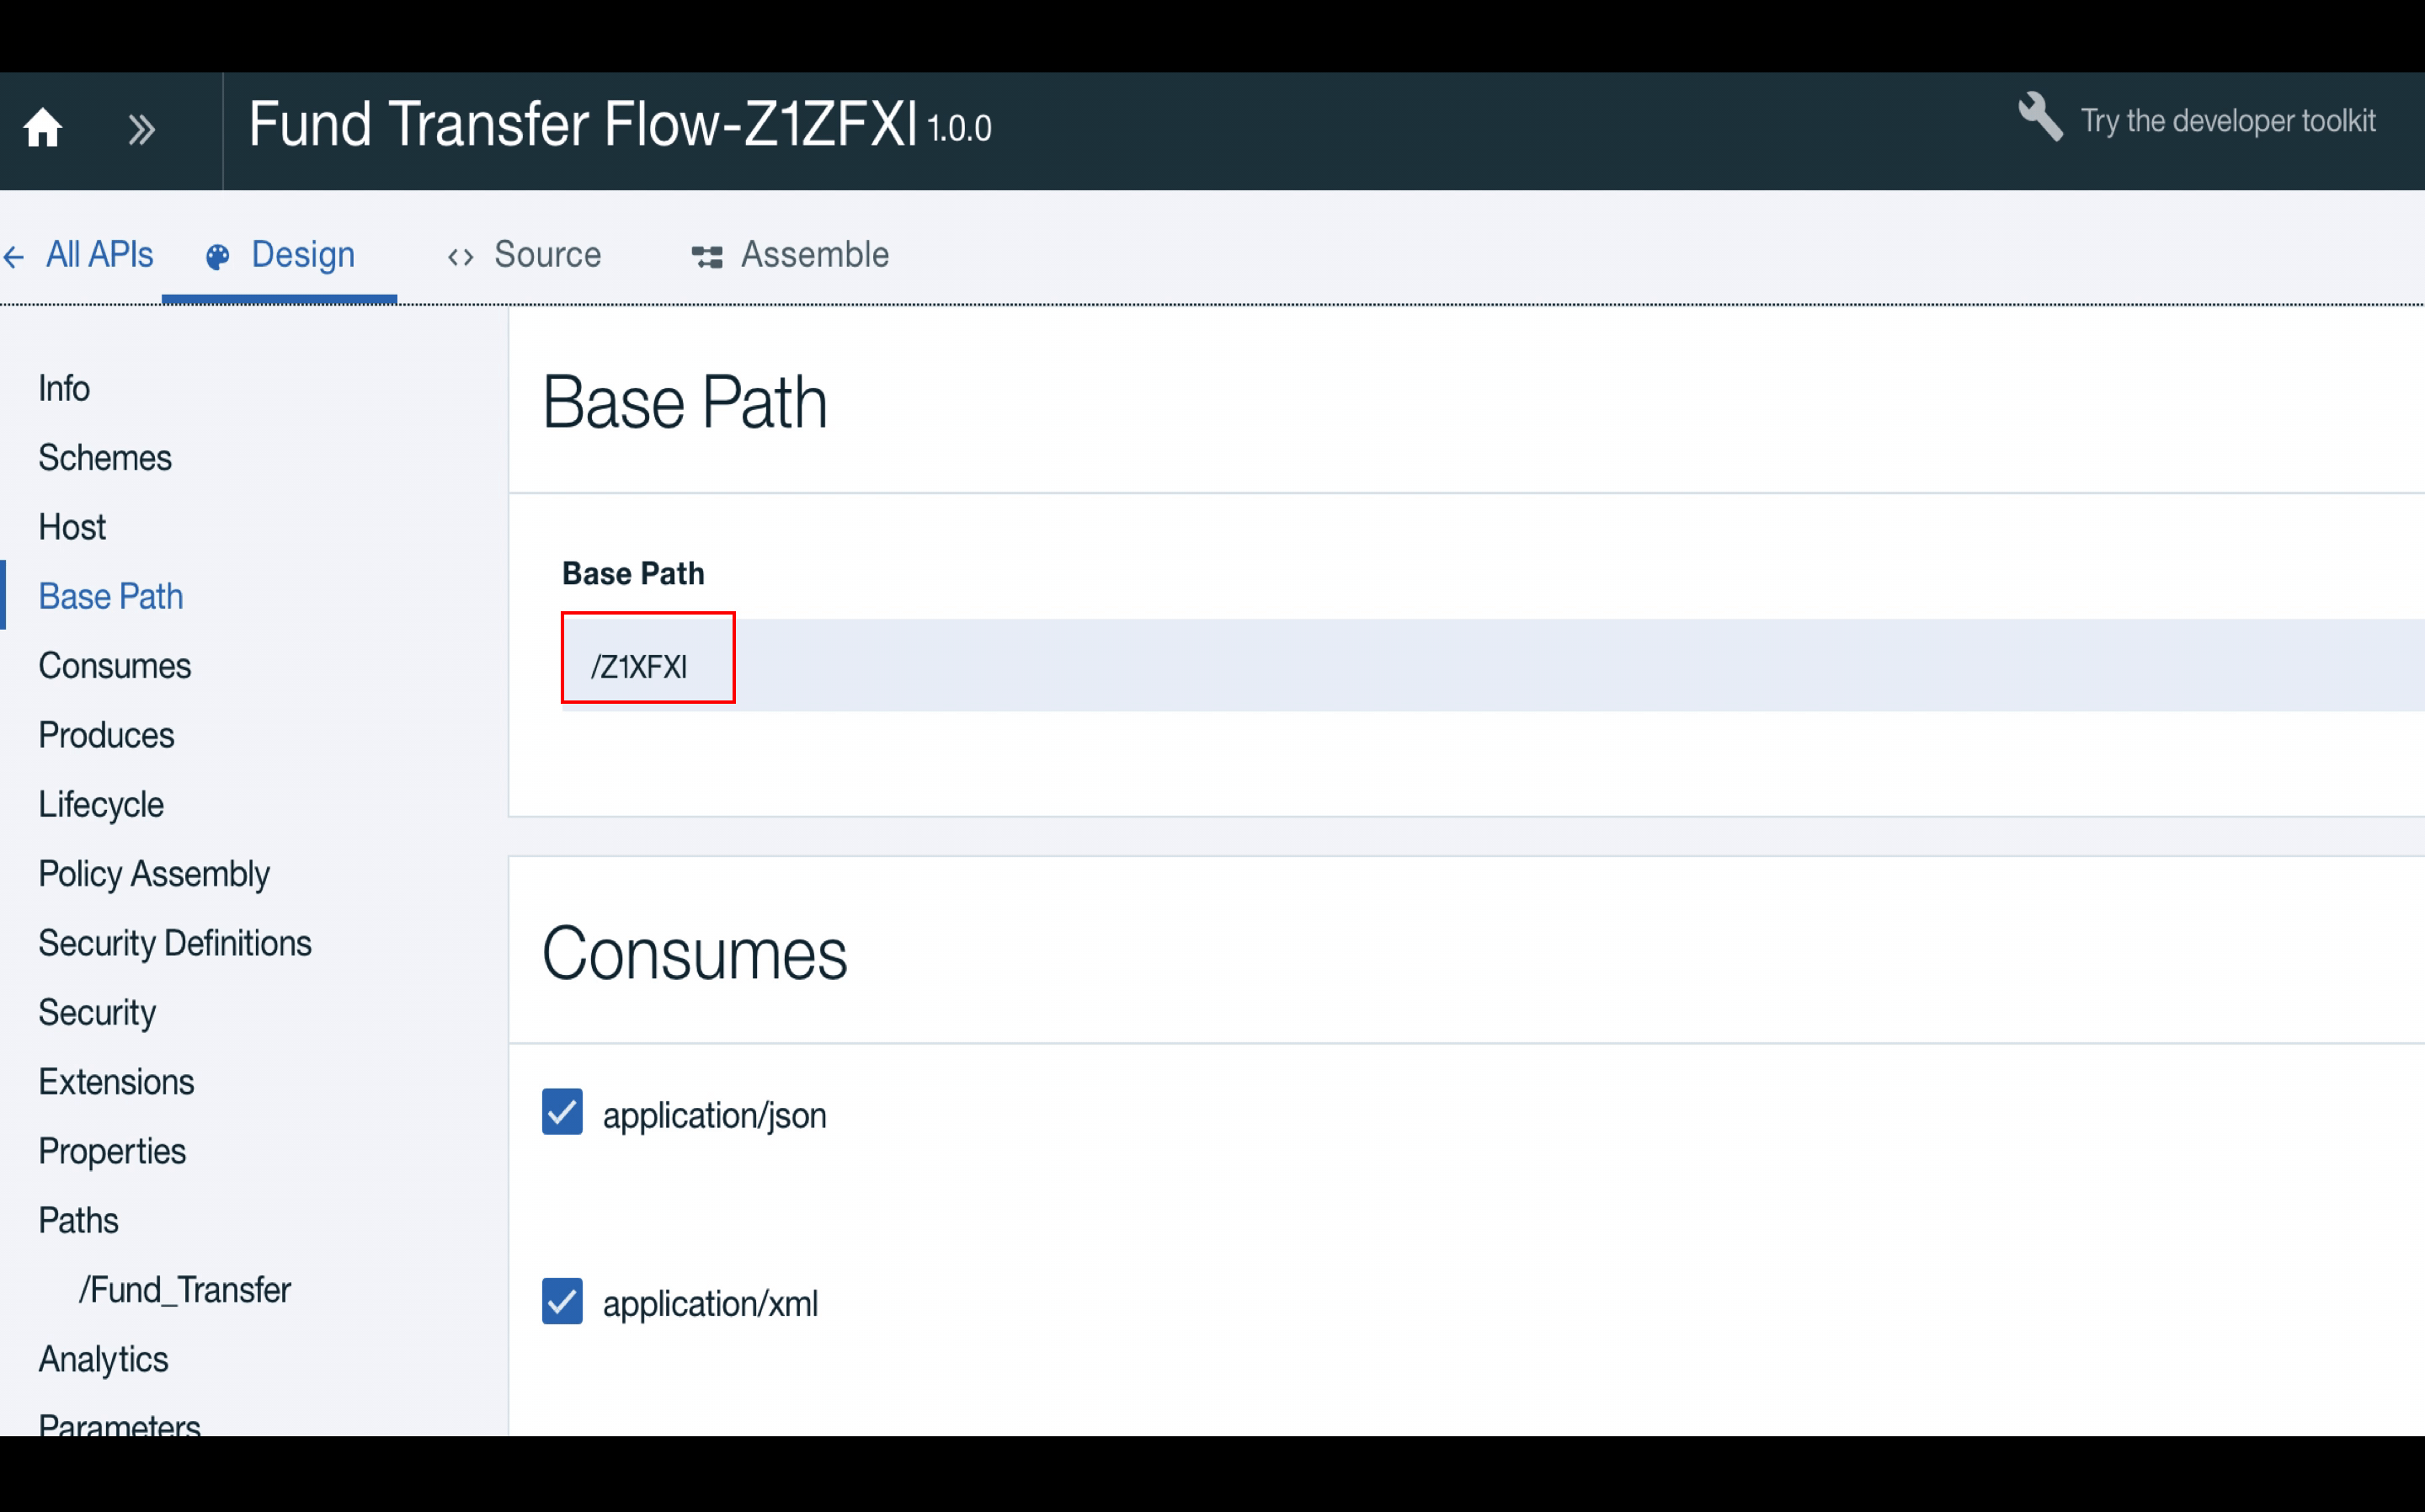 Fund Transfer Flow-Z1ZFXI 1.0.0
Try the developer toolkit
All APIs
Design
Source
Assemble
Info
Schemes
Host
Base Path
Consumes
Produces
Lifecycle
Policy Assembly
Security Definitions
Security
Extensions
Properties
Paths
/Fund_Transfer
Analytics
Parameters
Base Path
Base Path
/Z1XFXI
Consumes
application/json
application/xml